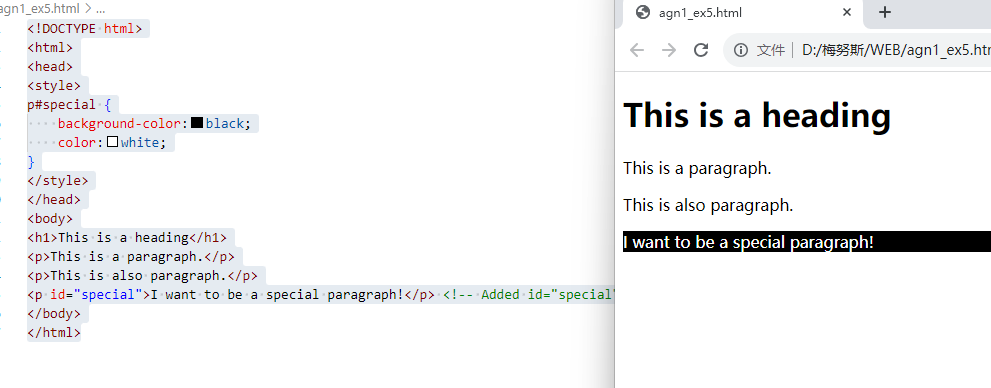 agn1_ex5.html > ...
<!DOCTYPE html>
<html>
<head>
<style>
p#special {
background-color: black;
color: white;
}
</style>
</head>
<body>
<h1>This is a heading</h1>
<p>This is a paragraph.</p>
<p>This is also paragraph.</p>
<p id="special">I want to be a special paragraph!</p> <!-- Added id="special"
</body>
</html>
agn1_ex5.html
文件 | D:/梅努斯/WEB/agn1_ex5.htm
This is a heading
This is a paragraph.
This is also paragraph.
I want to be a special paragraph!